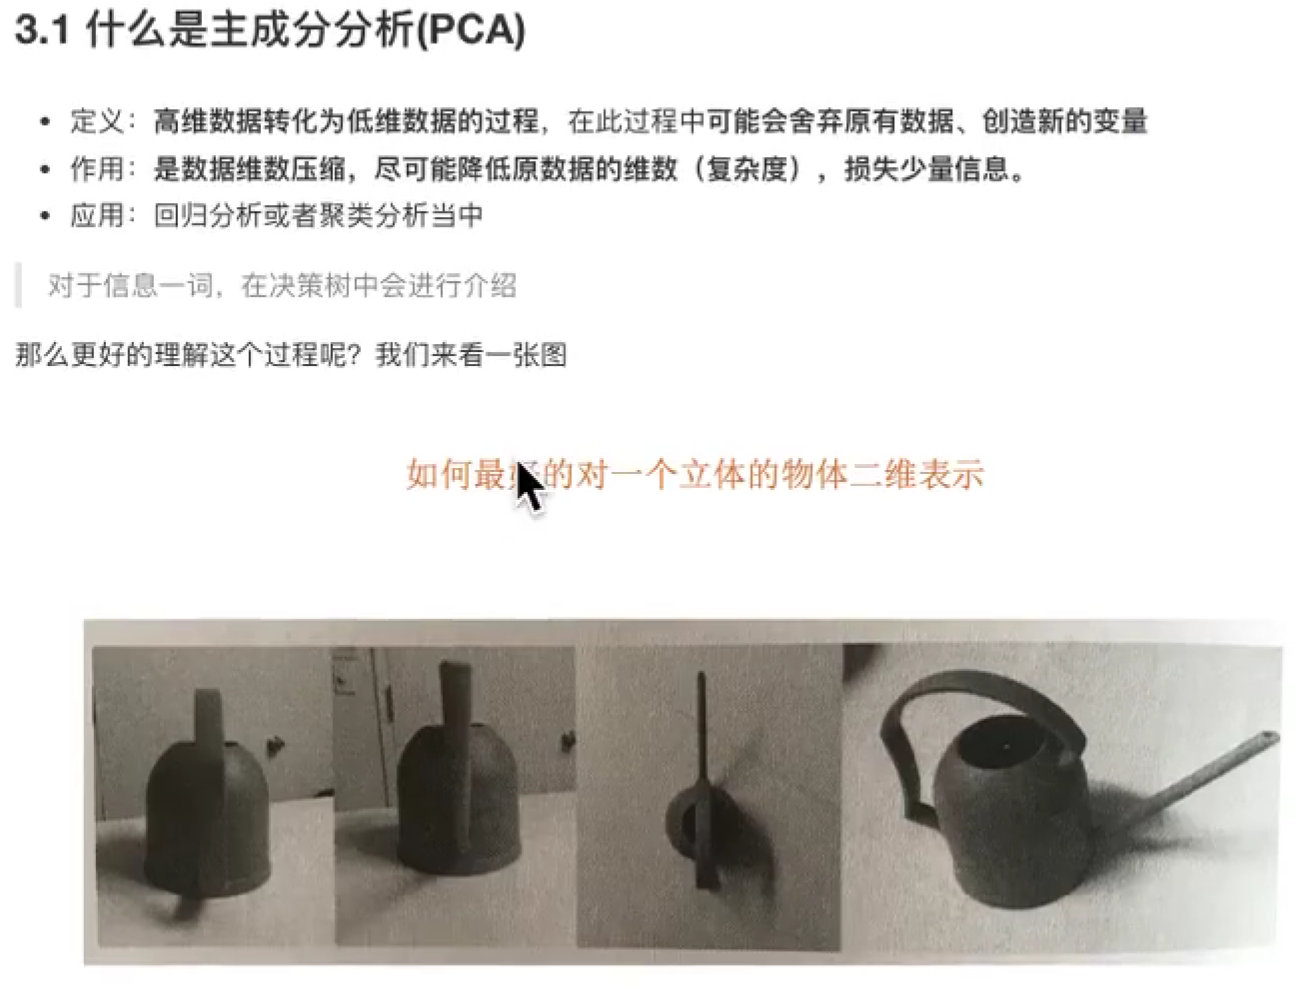 3.1 什么是主成分分析(PCA)
定义：高维数据转化为低维数据的过程，在此过程中可能会舍弃原有数据、创造新的变量
作用：是数据维数压缩，尽可能降低原数据的维数（复杂度），损失少量信息。
应用：回归分析或者聚类分析当中
对于信息一词，在决策树中会进行介绍
那么更好的理解这个过程呢？我们来看一张图
如何最好的对一个立体的物体二维表示